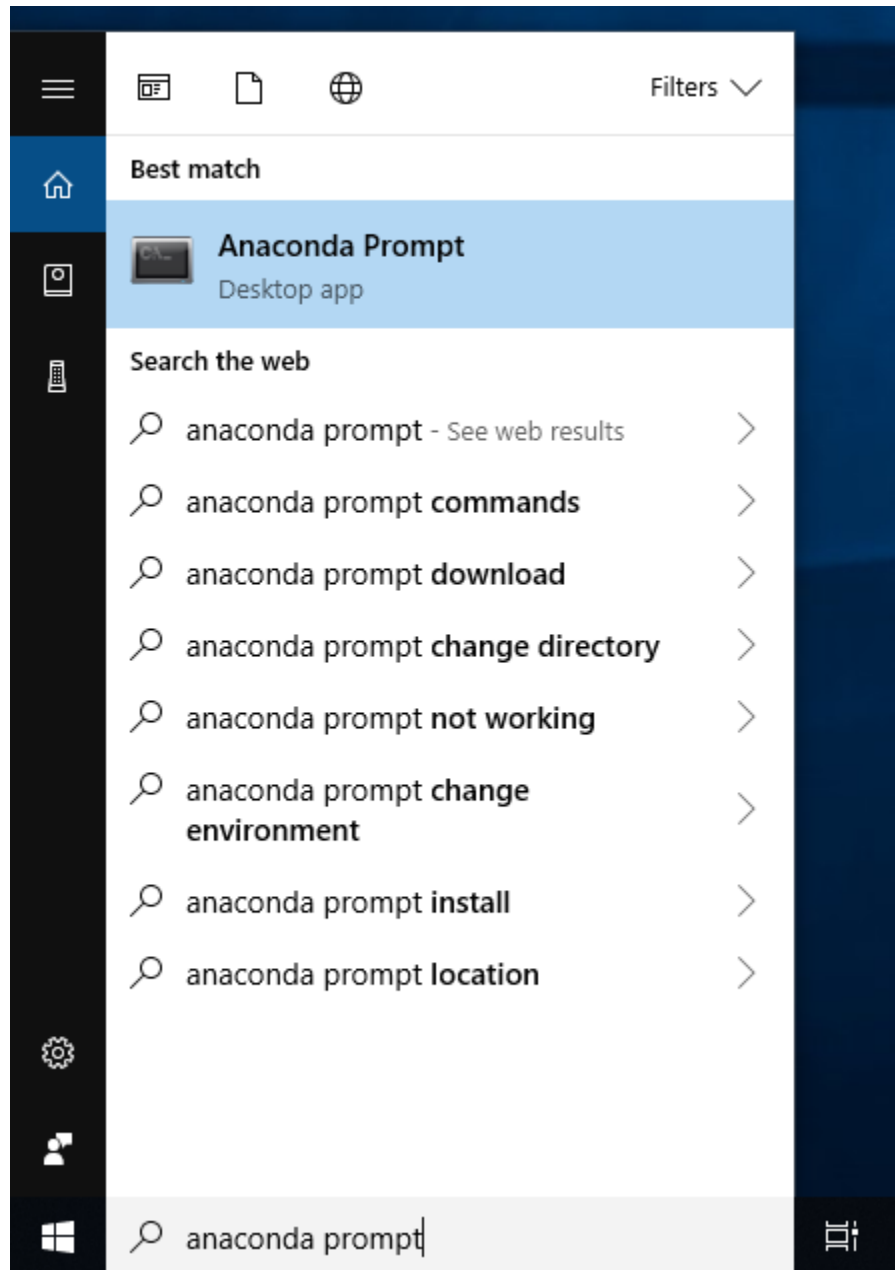 Filters
Best match
C:\_
Anaconda Prompt
Desktop app
Search the web
anaconda prompt - See web results
anaconda prompt commands
anaconda prompt download
anaconda prompt change directory
anaconda prompt not working
anaconda prompt change
environment
anaconda prompt install
anaconda prompt location
anaconda prompt